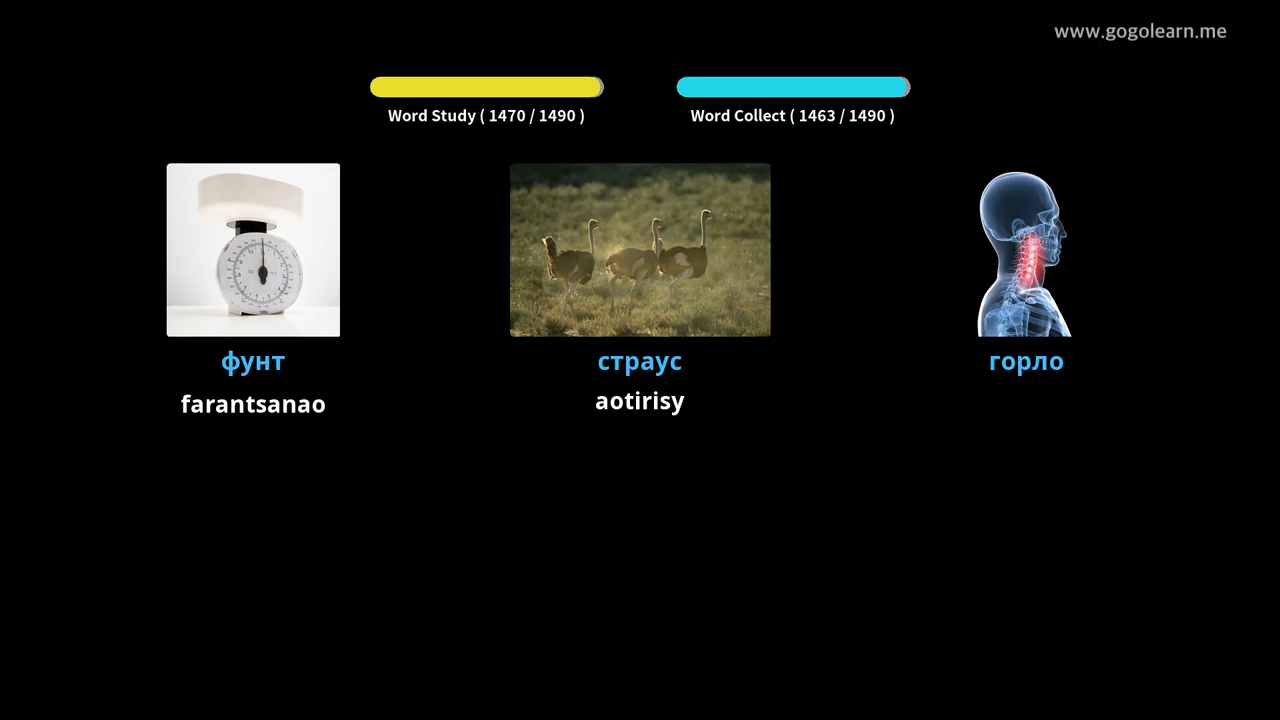 www.gogolearn.me
Word Study ( 1470 / 1490 )
Word Collect ( 1463 / 1490 )
фунт
страус
горло
farantsanao
aotirisy